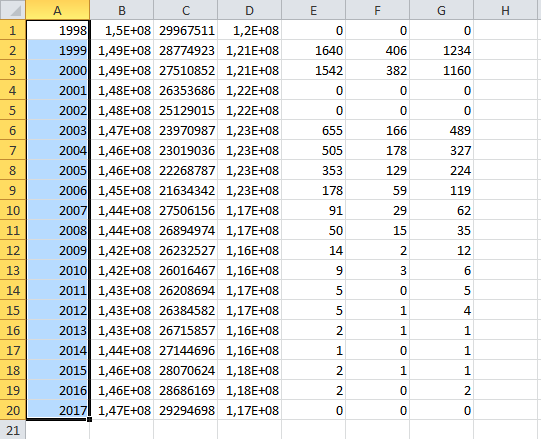 A B C D E F G H
1 1998 1,5E+08 29967511 1,2E+08 0 0 0
2 1999 1,49E+08 28774923 1,21E+08 1640 406 1234
3 2000 1,49E+08 27510852 1,21E+08 1542 382 1160
4 2001 1,48E+08 26353686 1,22E+08 0 0 0
5 2002 1,48E+08 25129015 1,22E+08 0 0 0
6 2003 1,47E+08 23970987 1,23E+08 655 166 489
7 2004 1,46E+08 23019036 1,23E+08 505 178 327
8 2005 1,46E+08 22268787 1,23E+08 353 129 224
9 2006 1,45E+08 21634342 1,23E+08 178 59 119
10 2007 1,44E+08 27506156 1,17E+08 91 29 62
11 2008 1,44E+08 26894974 1,17E+08 50 15 35
12 2009 1,42E+08 26232527 1,16E+08 14 2 12
13 2010 1,42E+08 26016467 1,16E+08 9 3 6
14 2011 1,43E+08 26208694 1,17E+08 5 0 5
15 2012 1,43E+08 26384582 1,17E+08 5 1 4
16 2013 1,43E+08 26715857 1,16E+08 2 1 1
17 2014 1,44E+08 27144696 1,16E+08 1 0 1
18 2015 1,46E+08 28070624 1,18E+08 2 1 1
19 2016 1,46E+08 28686169 1,18E+08 2 0 2
20 2017 1,47E+08 29294698 1,17E+08 0 0 0
21